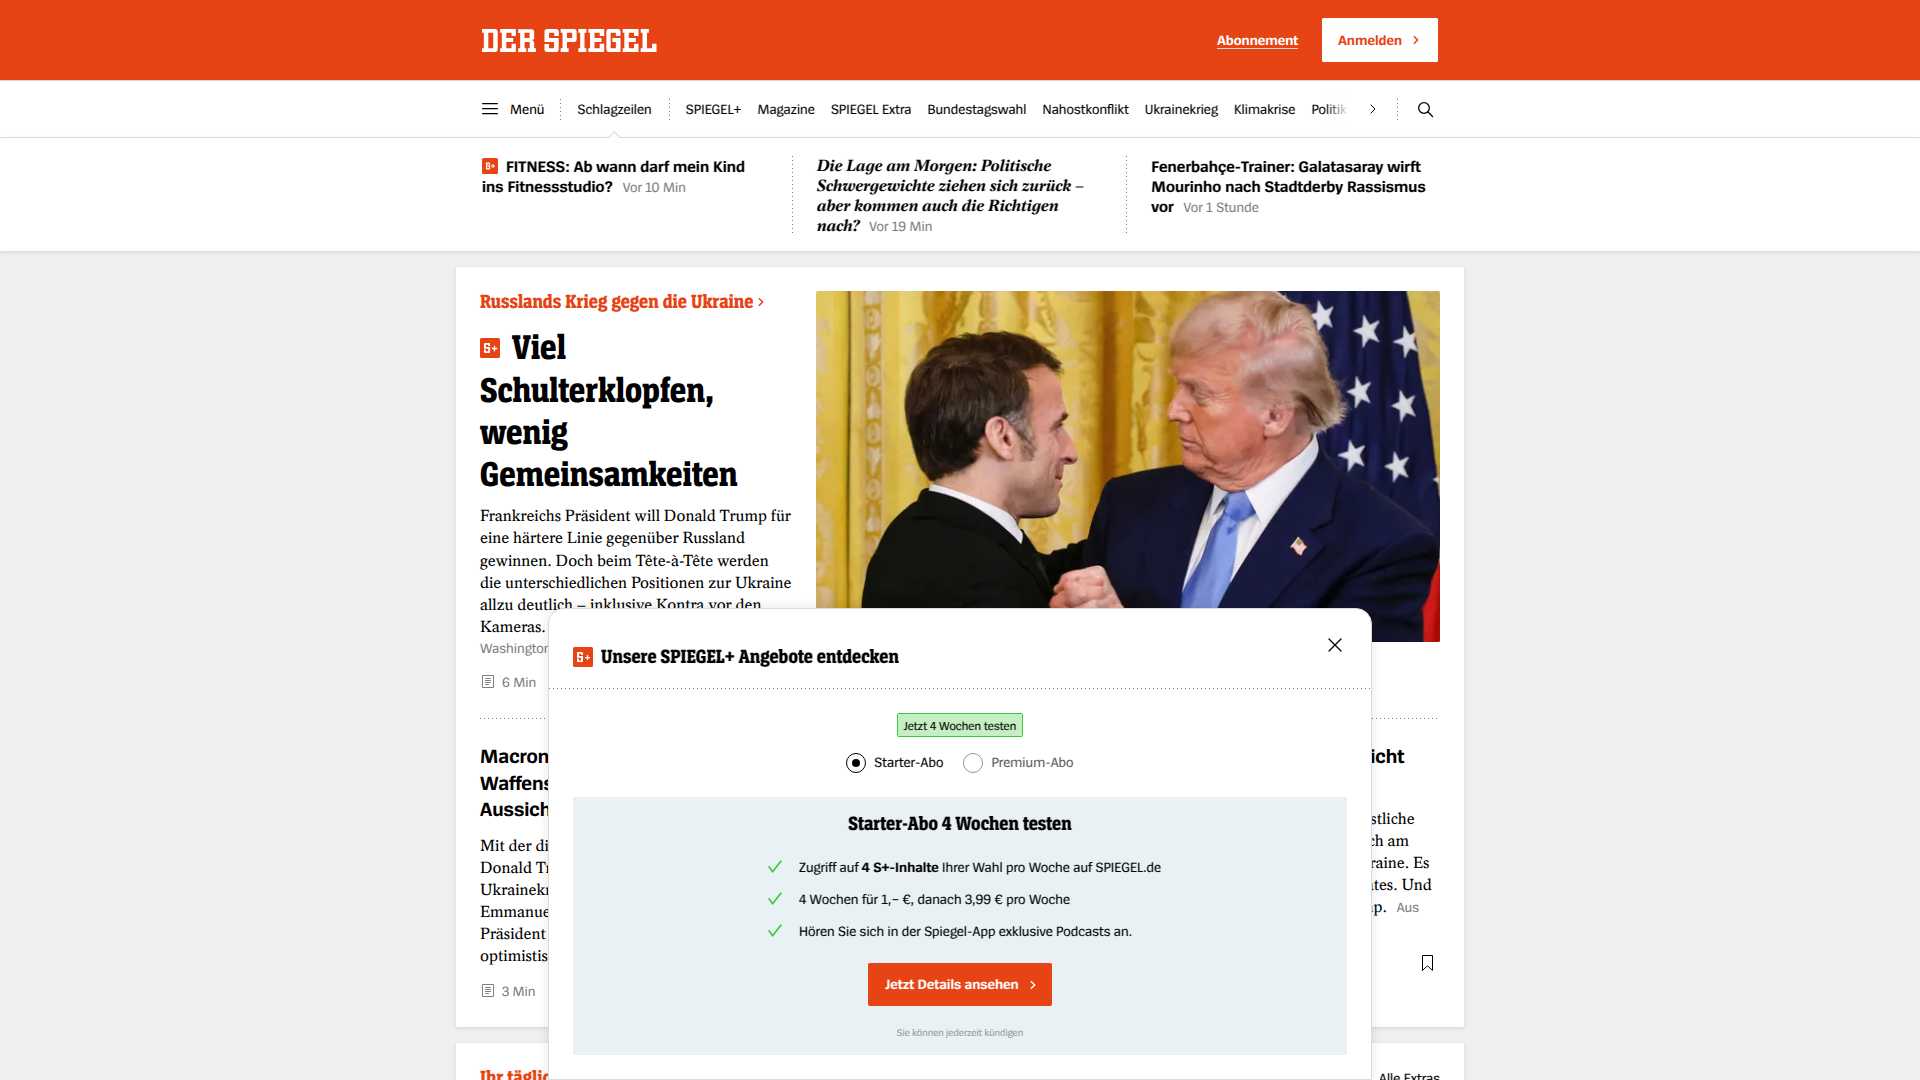 DER SPIEGEL
Abonnement
Anmelden
Menü
Schlagzeilen
SPIEGEL+
Magazine
SPIEGEL Extra
Bundestagswahl
Nahostkonflikt
Ukrainekrieg
Klimakrise
Politik
FITNESS: Ab wann darf mein Kind
ins Fitnessstudio? Vor 10 Min
Die Lage am Morgen: Politische
Schwergewichte ziehen sich zurück –
aber kommen auch die Richtigen
nach? Vor 19 Min
Fenerbahçe-Trainer: Galatasaray wirft
Mourinho nach Stadtderby Rassismus
vor Vor 1 Stunde
Russlands Krieg gegen die Ukraine
Viel
Schulterklopfen,
wenig
Gemeinsamkeiten
Frankreichs Präsident will Donald Trump für
eine härtere Linie gegenüber Russland
gewinnen. Doch beim Tête-à-Tête werden
die unterschiedlichen Positionen zur Ukraine
allzu deutlich – inklusive Kontra vor den
Kameras.
Washington
6 Min
Unsere SPIEGEL+ Angebote entdecken
Jetzt 4 Wochen testen
Starter-Abo
Premium-Abo
Starter-Abo 4 Wochen testen
Zugriff auf 4 S+-Inhalte Ihrer Wahl pro Woche auf SPIEGEL.de
4 Wochen für 1,– €, danach 3,99 € pro Woche
Hören Sie sich in der Spiegel-App exklusive Podcasts an.
Jetzt Details ansehen
Sie können jederzeit kündigen
Macron
Waffens
Aussich
Mit der di
Donald Tr
Ukrainekr
Emmanue
Präsident
optimistis
3 Min
icht
stliche
ch am
raine. Es
ites. Und
ip. Aus
Ihr täglic
Alle Extras